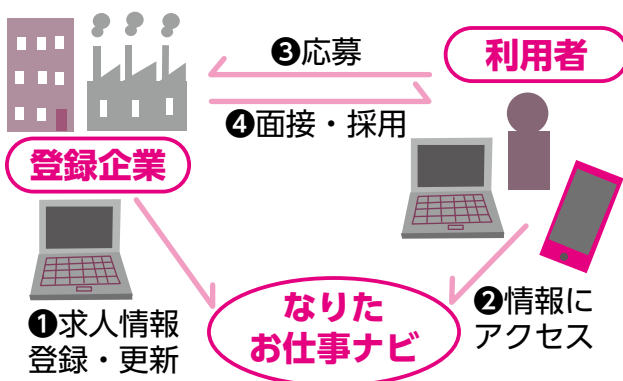 ❸応募
利用者
❹面接・採用
登録企業
❶求人情報
登録・更新
なりた
お仕事ナビ
❷情報に
アクセス